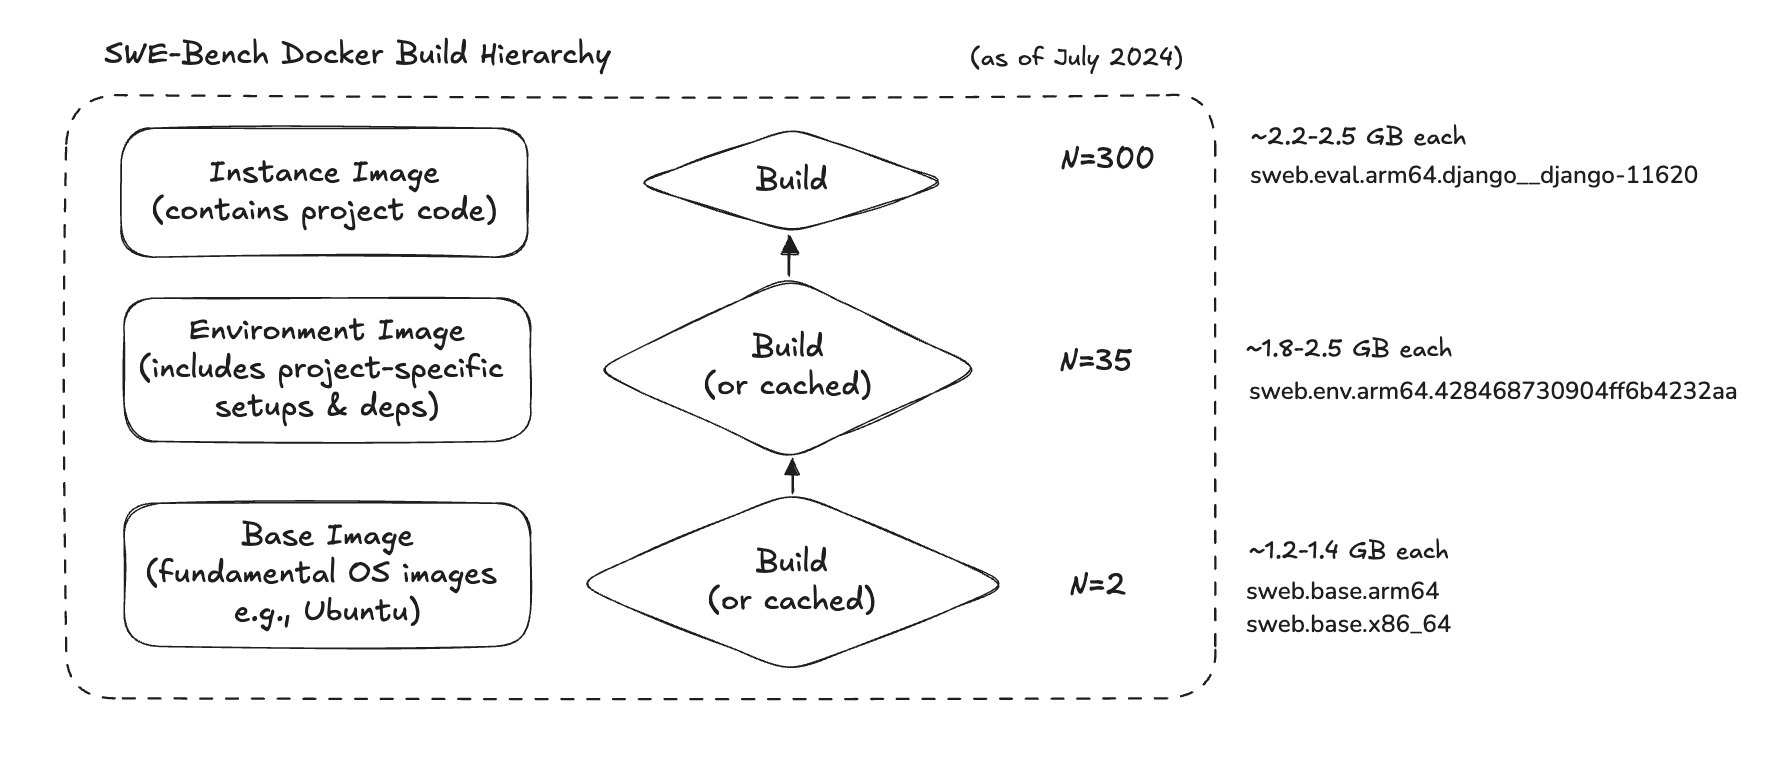 SWE-Bench Docker Build Hierarchy
(as of July 2024)
Instance Image
(contains project code)
Build
N=300
~2.2-2.5 GB each
sweb.eval.arm64.django__django-11620
Environment Image
(includes project-specific
setups & deps)
Build
(or cached)
N=35
~1.8-2.5 GB each
sweb.env.arm64.428468730904ff6b4232aa
Base Image
(fundamental OS images
e.g., Ubuntu)
Build
(or cached)
N=2
~1.2-1.4 GB each
sweb.base.arm64
sweb.base.x86_64